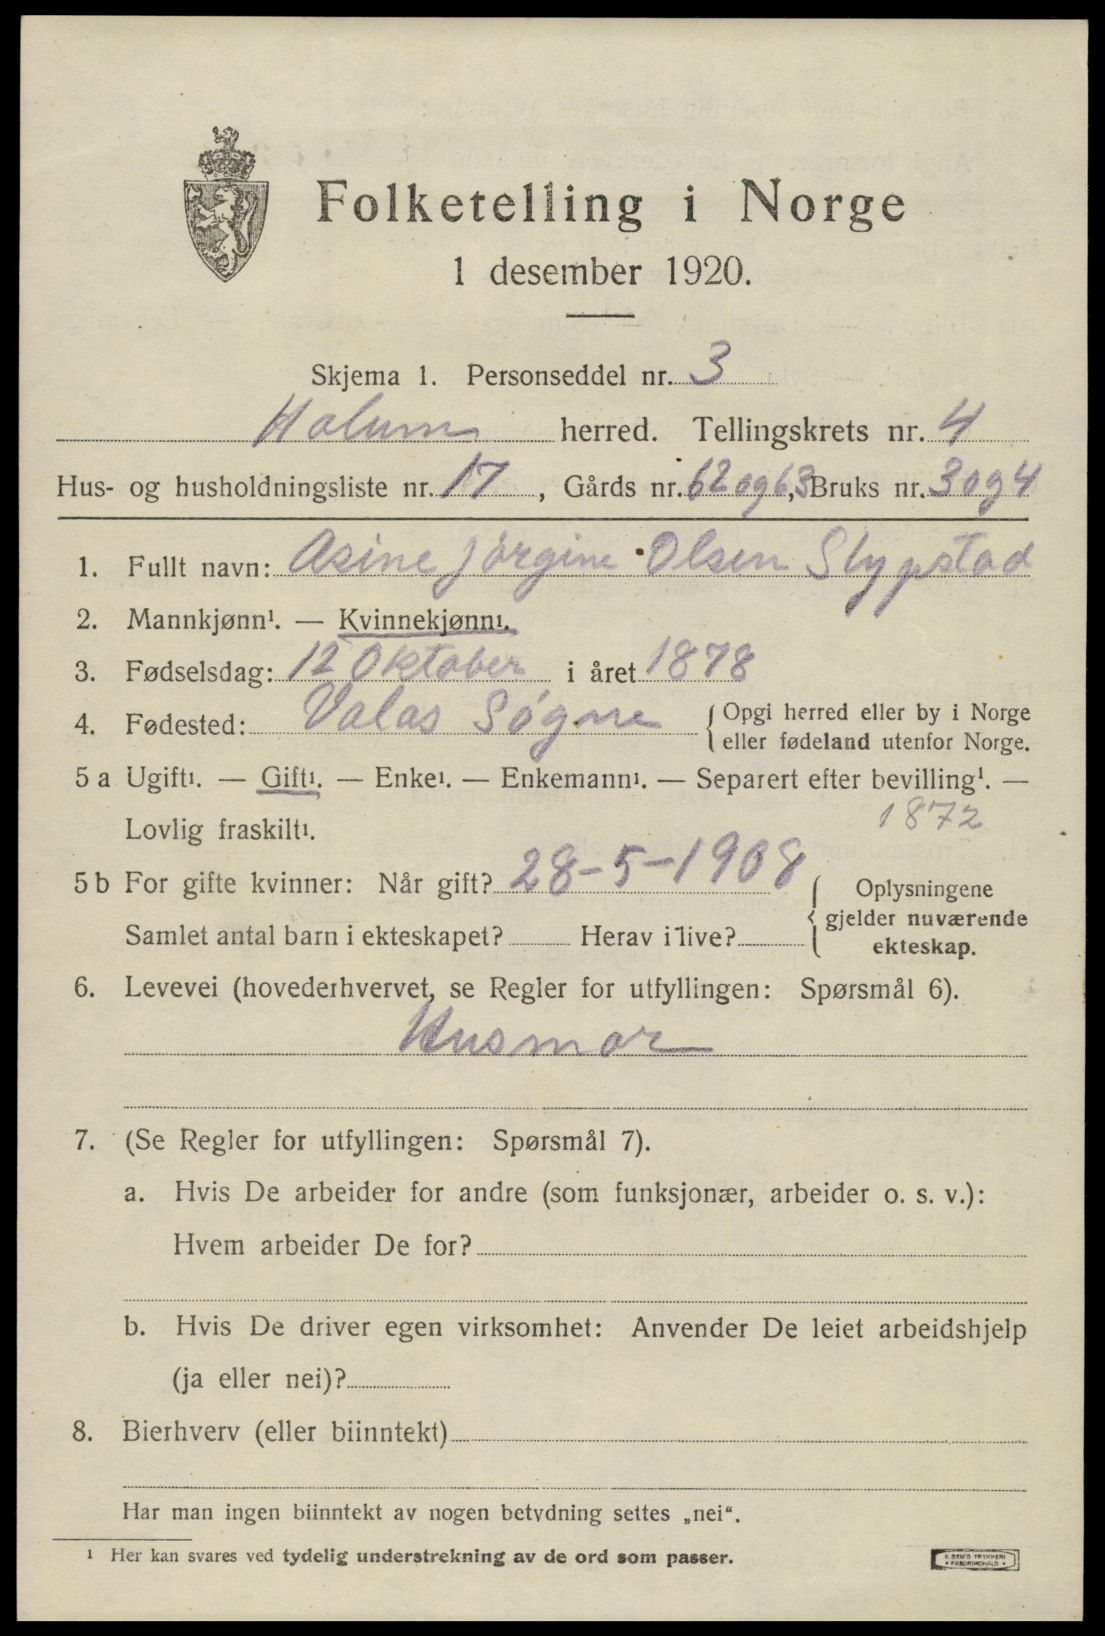 Folketelling i Norge
1 desember 1920.
Skjema 1. Personseddel nr. 3
Holum herred. Tellingskrets nr. 4
Hus- og husholdningsliste nr. 17, Gårds nr. 62 og 63, Bruks nr. 3 og 4
1. Fullt navn: Asine Jørgine Olsen Slypstad
2. Mannkjønn¹. — Kvinnekjønn¹.
3. Fødselsdag: 12 Oktober i året 1878
4. Fødested: Valas Søgne { Opgi herred eller by i Norge
eller fødeland utenfor Norge.
5 a Ugift¹. — Gift¹. — Enke¹. — Enkemann¹. — Separert efter bevilling¹. —
Lovlig fraskilt¹. 1872
5 b For gifte kvinner: Når gift? 28-5-1908
Samlet antal barn i ekteskapet? Herav i live?
{ Oplysningene
gjelder nuværende
ekteskap.
6. Levevei (hovederhvervet, se Regler for utfyllingen: Spørsmål 6).
Husmor
7. (Se Regler for utfyllingen: Spørsmål 7).
a. Hvis De arbeider for andre (som funksjonær, arbeider o. s. v.):
Hvem arbeider De for?
b. Hvis De driver egen virksomhet: Anvender De leiet arbeidshjelp
(ja eller nei)?
8. Bierhverv (eller biinntekt)
Har man ingen biinntekt av nogen betydning settes „nei“.
¹ Her kan svares ved tydelig understrekning av de ord som passer.